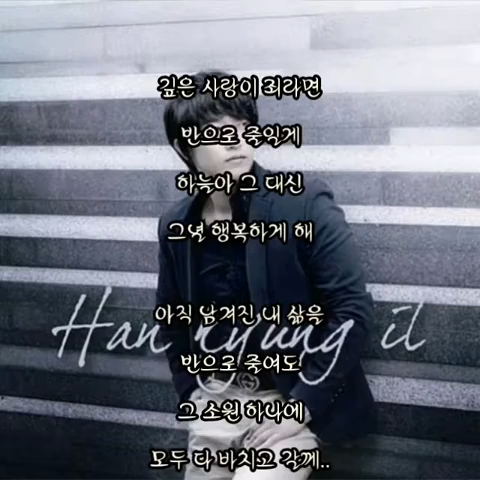 깊은 사랑이 죄라면
반으로 줄일게
하늘아 그 대신
그녈 행복하게 해
아직 남겨진 내 삶을
Han kyung il
반으로 줄여도
그 소원 하나에
모두 다 바치고 갈께..